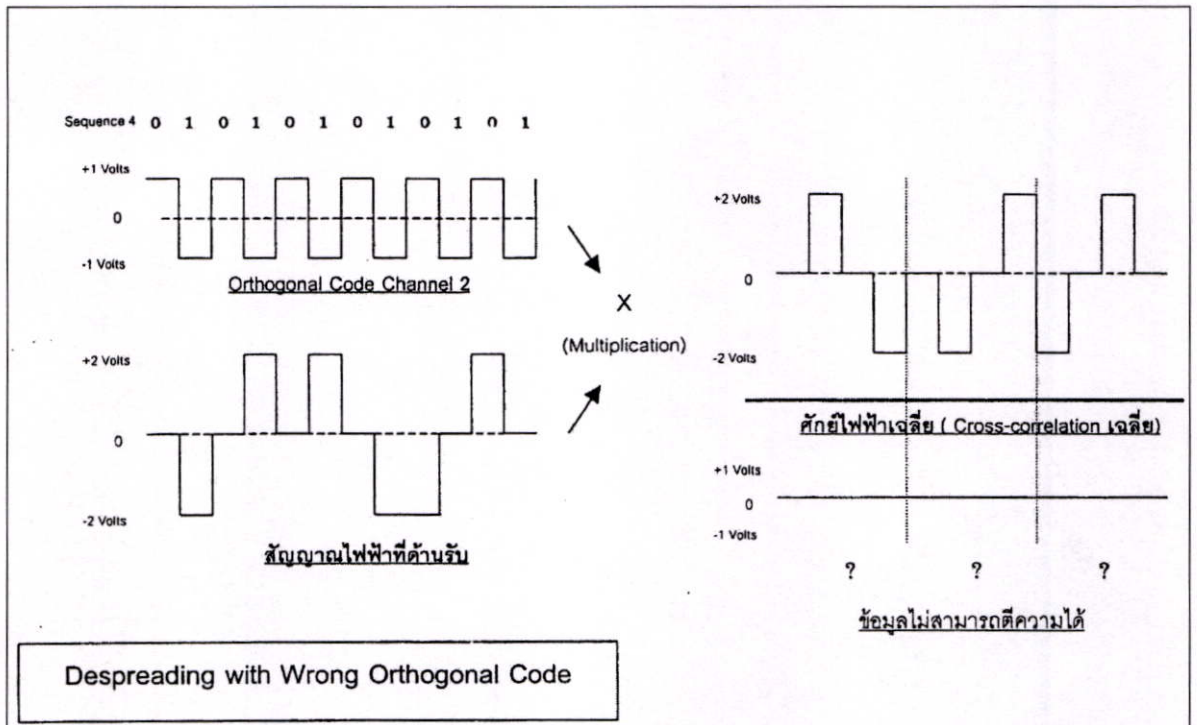 Sequence 4 0 1 0 1 0 1 0 1 0 1 0 1
+1 Volts
0
-1 Volts
Orthogonal Code Channel 2
+2 Volts
0
-2 Volts
สัญญาณไฟฟ้าที่ด้านรับ
X
(Multiplication)
+2 Volts
0
-2 Volts
ศักย์ไฟฟ้าเฉลี่ย ( Cross-correlation เฉลี่ย)
+1 Volts
0
-1 Volts
? ? ?
ข้อมูลไม่สามารถตีความได้
Despreading with Wrong Orthogonal Code